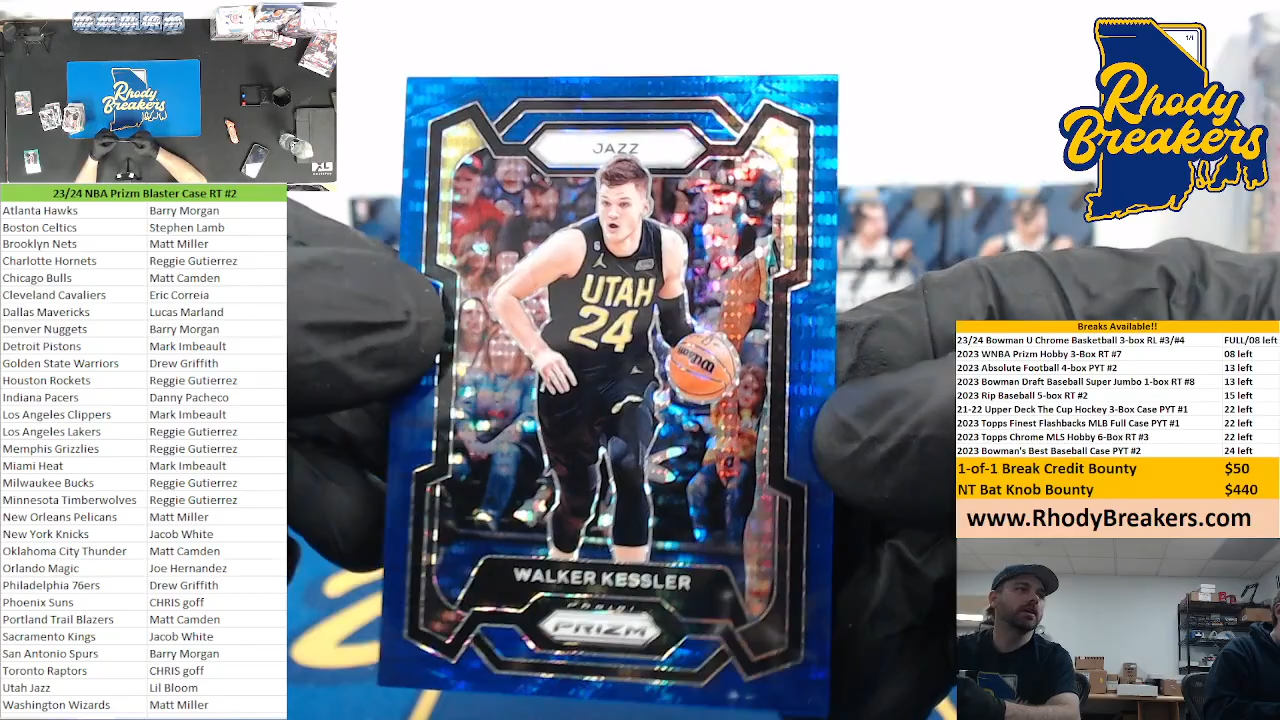 Rhody
Breakers
23/24 NBA Prizm Blaster Case RT #2
Atlanta Hawks Barry Morgan
Boston Celtics Stephen Lamb
Brooklyn Nets Matt Miller
Charlotte Hornets Reggie Gutierrez
Chicago Bulls Matt Camden
Cleveland Cavaliers Eric Correia
Dallas Mavericks Lucas Marland
Denver Nuggets Barry Morgan
Detroit Pistons Mark Imbeault
Golden State Warriors Drew Griffith
Houston Rockets Reggie Gutierrez
Indiana Pacers Danny Pacheco
Los Angeles Clippers Mark Imbeault
Los Angeles Lakers Reggie Gutierrez
Memphis Grizzlies Reggie Gutierrez
Miami Heat Mark Imbeault
Milwaukee Bucks Reggie Gutierrez
Minnesota Timberwolves Reggie Gutierrez
New Orleans Pelicans Matt Miller
New York Knicks Jacob White
Oklahoma City Thunder Matt Camden
Orlando Magic Joe Hernandez
Philadelphia 76ers Drew Griffith
Phoenix Suns CHRIS goff
Portland Trail Blazers Matt Camden
Sacramento Kings Jacob White
San Antonio Spurs Barry Morgan
Toronto Raptors CHRIS goff
Utah Jazz Lil Bloom
Washington Wizards Matt Miller
JAZZ
6
UTAH
24
Wilson
WALKER KESSLER
PANINI
PRIZM
1/1
Rhody
Breakers
Breaks Available!!
23/24 Bowman U Chrome Basketball 3-box RL #3/#4 FULL/08 left
2023 WNBA Prizm Hobby 3-Box RT #7 08 left
2023 Absolute Football 4-box PYT #2 13 left
2023 Bowman Draft Baseball Super Jumbo 1-box RT #8 13 left
2023 Rip Baseball 5-box RT #2 15 left
21-22 Upper Deck The Cup Hockey 3-Box Case PYT #1 22 left
2023 Topps Finest Flashbacks MLB Full Case PYT #1 22 left
2023 Topps Chrome MLS Hobby 6-Box RT #3 22 left
2023 Bowman's Best Baseball Case PYT #2 24 left
1-of-1 Break Credit Bounty $50
NT Bat Knob Bounty $440
www.RhodyBreakers.com